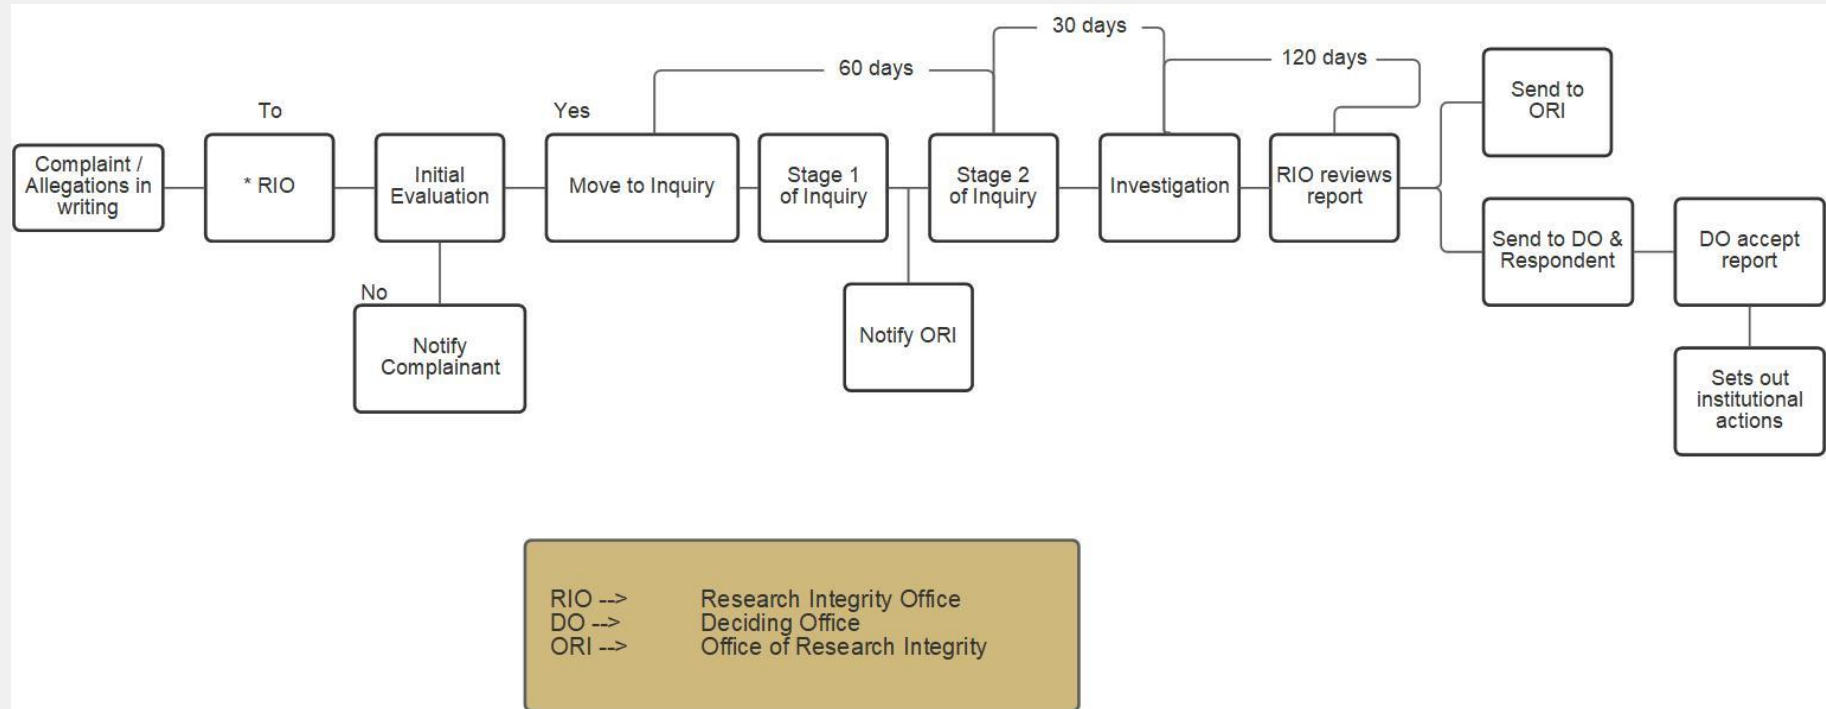 30 days
60 days
120 days
To
Yes
Complaint /
Allegations in
writing
* RIO
Initial
Evaluation
Move to Inquiry
Stage 1
of Inquiry
Stage 2
of Inquiry
Investigation
RIO reviews
report
Send to
ORI
Send to DO &
Respondent
DO accept
report
No
Notify
Complainant
Notify ORI
Sets out
institutional
actions
RIO --> Research Integrity Office
DO --> Deciding Office
ORI --> Office of Research Integrity